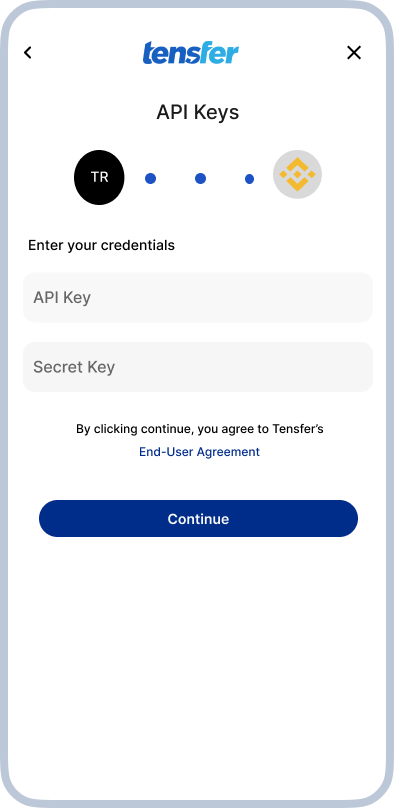 tensfer
API Keys
TR
Enter your credentials
API Key
Secret Key
By clicking continue, you agree to Tensfer’s
End-User Agreement
Continue